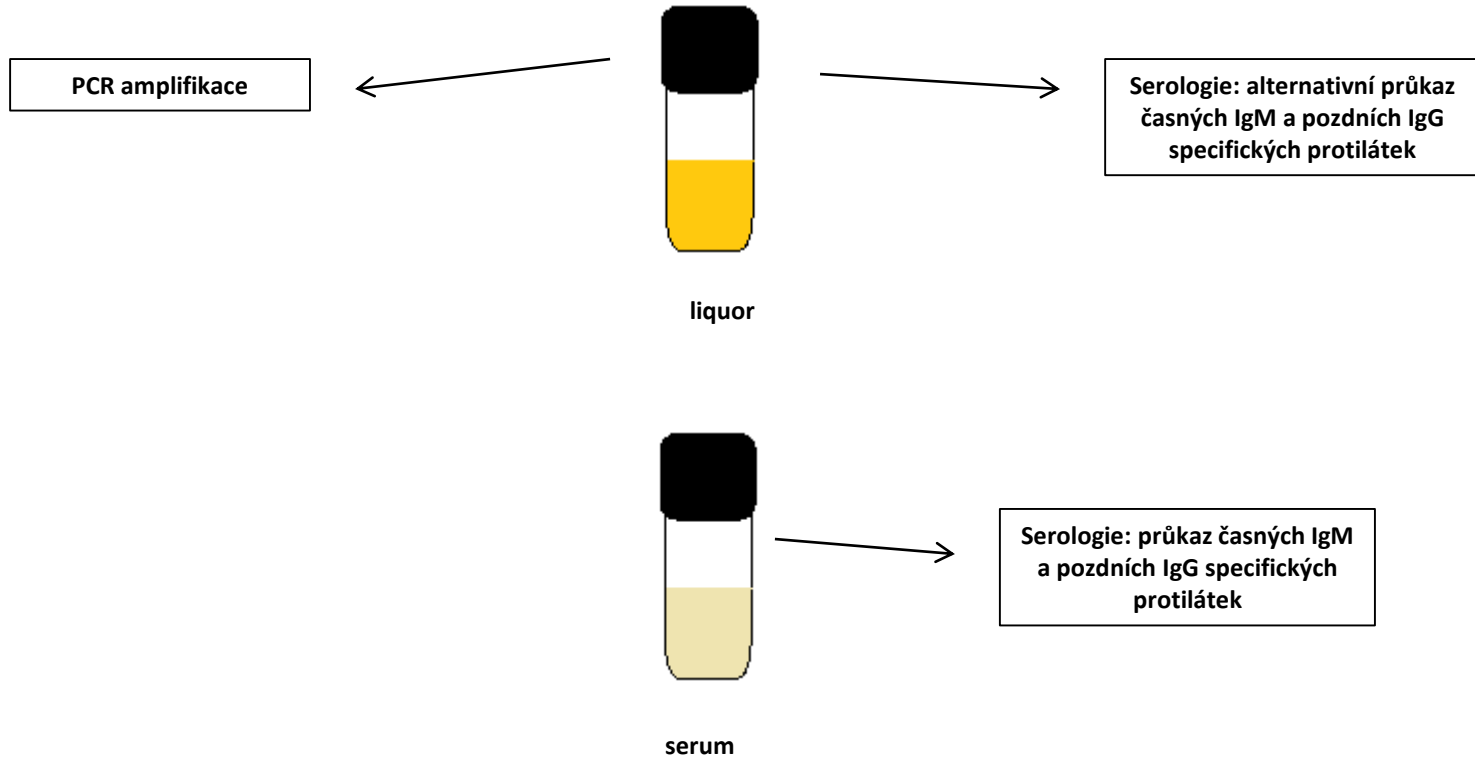 PCR amplifikace
Serologie: alternativní průkaz
časných IgM a pozdních IgG
specifických protilátek
liquor
Serologie: průkaz časných IgM
a pozdních IgG specifických
protilátek
serum